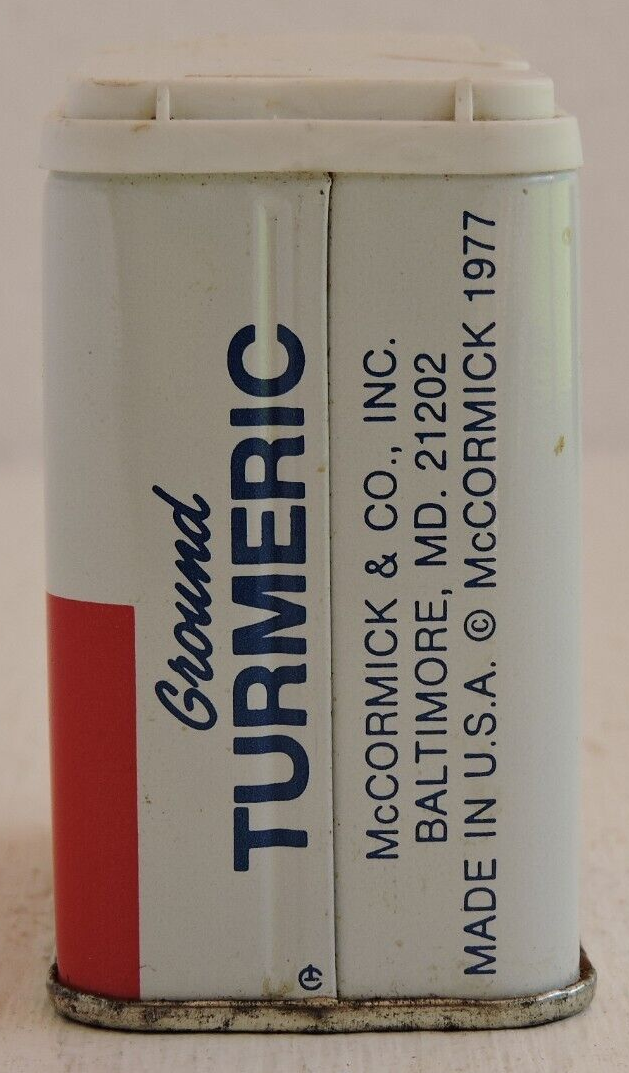 Ground
TURMERIC
McCORMICK & CO., INC.
BALTIMORE, MD. 21202
MADE IN U.S.A. © McCORMICK 1977